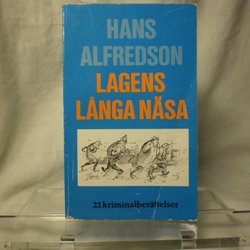 HANS
ALFREDSON
LAGENS
LÅNGA NÄSA
21 kriminalberättelser